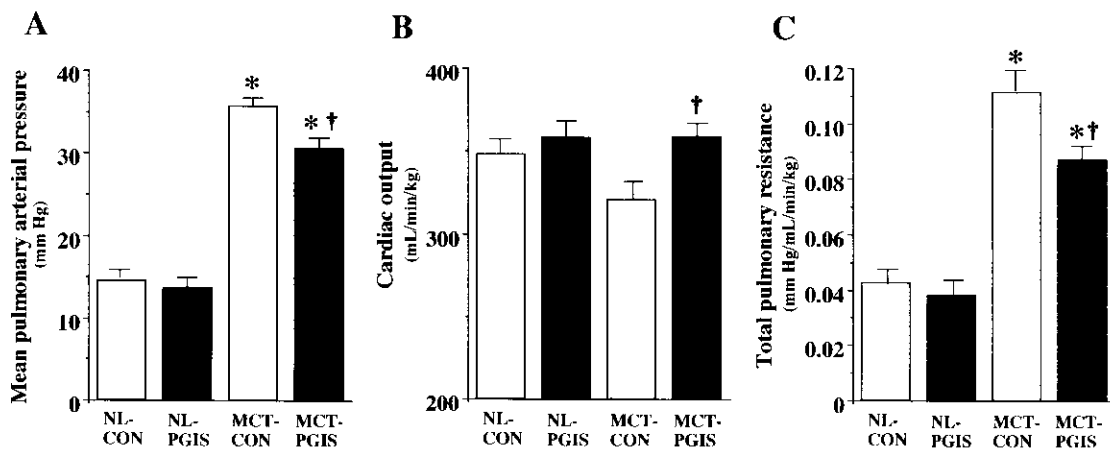 A
Mean pulmonary arterial pressure
(mm Hg)
40
30
15
10
0
*
* †
NL-
CON
NL-
PGIS
MCT-
CON
MCT-
PGIS
B
Cardiac output
(mL/min/kg)
400
300
200
†
NL-
CON
NL-
PGIS
MCT-
CON
MCT-
PGIS
C
Total pulmonary resistance
(mm Hg/mL/min/kg)
0.12
0.10
0.08
0.06
0.04
0.02
0
*
*†
NL-
CON
NL-
PGIS
MCT-
CON
MCT-
PGIS